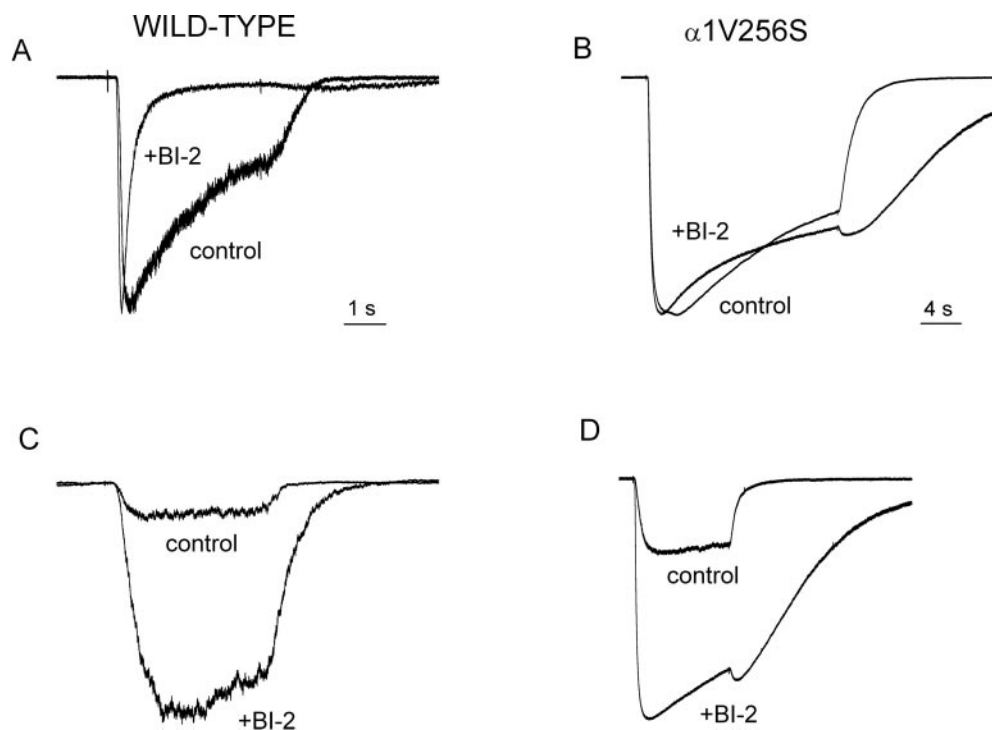 WILD-TYPE
α1V256S
A
+BI-2
control
1 s
B
+BI-2
control
4 s
C
control
+BI-2
D
control
+BI-2